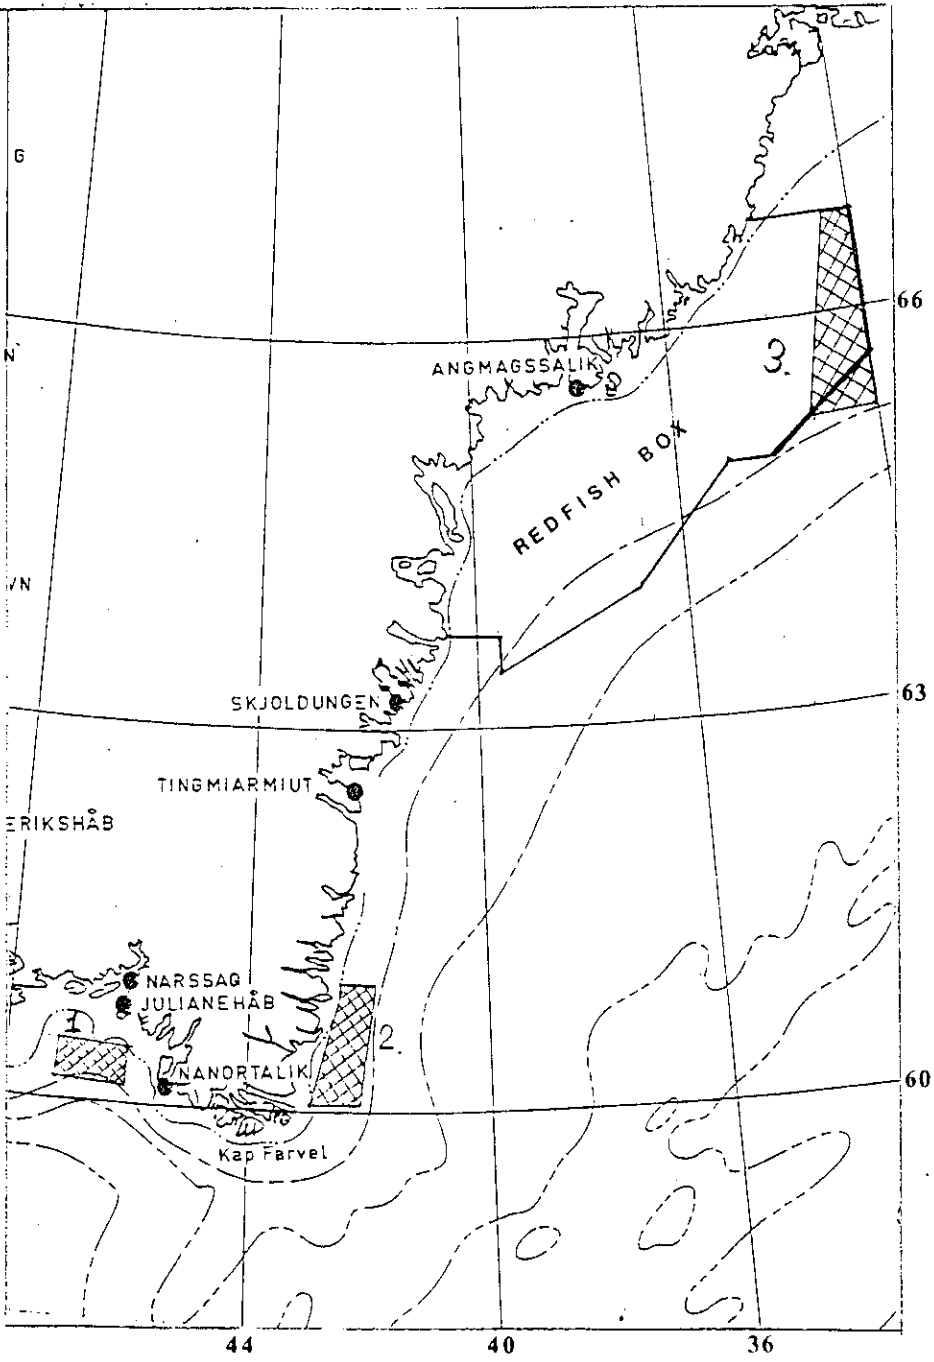 G
66
N
3.
ANGMAGSSALIK
REDFISH BOX
VN
63
SKJOLDUNGEN
TINGMIARMIUT
ERIKSHÅB
NARSSAG
JULIANEHÅB
1
2.
NANORTALIK
60
Kap Farvel
44
40
36